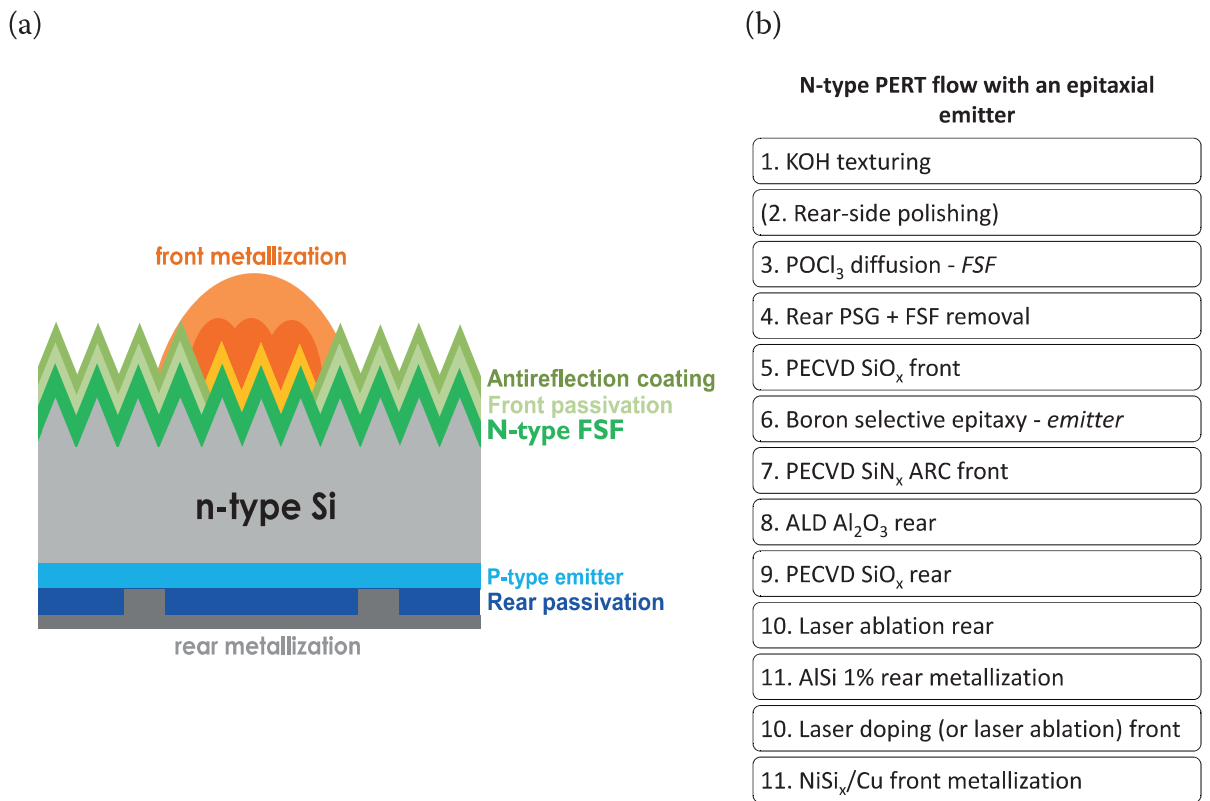 (a)
front metallization
Antireflection coating
Front passivation
N-type FSF
n-type Si
P-type emitter
Rear passivation
rear metallization
(b)
N-type PERT flow with an epitaxial
emitter
1. KOH texturing
(2. Rear-side polishing)
3. POCl₃ diffusion - FSF
4. Rear PSG + FSF removal
5. PECVD SiOₓ front
6. Boron selective epitaxy - emitter
7. PECVD SiNₓ ARC front
8. ALD Al₂O₃ rear
9. PECVD SiOₓ rear
10. Laser ablation rear
11. AlSi 1% rear metallization
10. Laser doping (or laser ablation) front
11. NiSiₓ/Cu front metallization